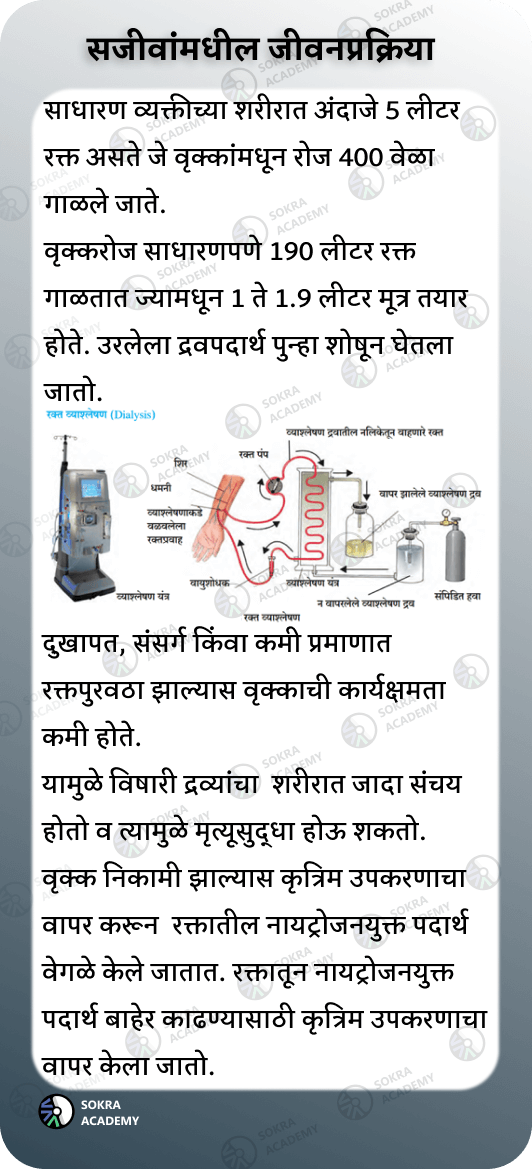 सजीवांमधील जीवनप्रक्रिया
साधारण व्यक्तीच्या शरीरात अंदाजे 5 लीटर
रक्त असते जे वृक्कांमधून रोज 400 वेळा
गाळले जाते.
वृक्करोज साधारणपणे 190 लीटर रक्त
गाळतात ज्यामधून 1 ते 1.9 लीटर मूत्र तयार
होते. उरलेला द्रवपदार्थ पुन्हा शोषून घेतला
जातो.
रक्त व्याश्लेषण (Dialysis)
व्याश्लेषण द्रवातील नलिकेतून वाहणारे रक्त
रक्त पंप
शिर
धमनी
वापर झालेले व्याश्लेषण द्रव
व्याश्लेषणाकडे
वळवलेला
रक्तप्रवाह
वायुशोधक
व्याश्लेषण यंत्र
व्याश्लेषण यंत्र
न वापरलेले व्याश्लेषण द्रव
संपिडित हवा
रक्त व्याश्लेषण
दुखापत, संसर्ग किंवा कमी प्रमाणात
रक्तपुरवठा झाल्यास वृक्काची कार्यक्षमता
कमी होते.
यामुळे विषारी द्रव्यांचा शरीरात जादा संचय
होतो व त्यामुळे मृत्यूसुद्धा होऊ शकतो.
वृक्क निकामी झाल्यास कृत्रिम उपकरणाचा
वापर करून रक्तातील नायट्रोजनयुक्त पदार्थ
वेगळे केले जातात. रक्तातून नायट्रोजनयुक्त
पदार्थ बाहेर काढण्यासाठी कृत्रिम उपकरणाचा
वापर केला जातो.
SOKRA
ACADEMY